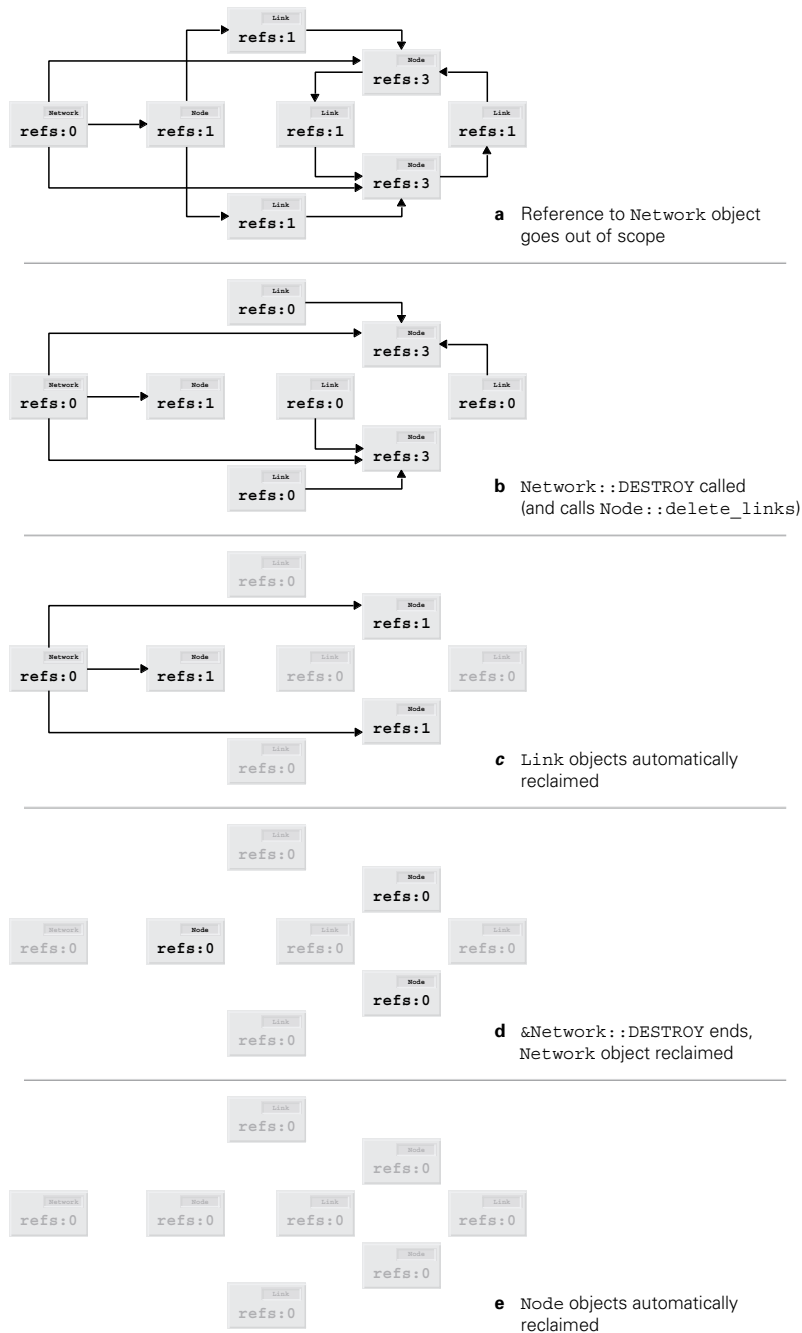 Link
refs:1
Node
refs:3
Network
refs:0
Node
refs:1
Link
refs:1
Link
refs:1
Node
refs:3
Link
refs:1
a Reference to Network object
goes out of scope
Link
refs:0
Node
refs:3
Network
refs:0
Node
refs:1
Link
refs:0
Link
refs:0
Node
refs:3
Link
refs:0
b Network::DESTROY called
(and calls Node::delete_links)
Link
refs:0
Node
refs:1
Network
refs:0
Node
refs:1
Link
refs:0
Link
refs:0
Node
refs:1
Link
refs:0
c Link objects automatically
reclaimed
Link
refs:0
Node
refs:0
Network
refs:0
Node
refs:0
Link
refs:0
Link
refs:0
Node
refs:0
Link
refs:0
d &Network::DESTROY ends,
Network object reclaimed
Link
refs:0
Node
refs:0
Network
refs:0
Node
refs:0
Link
refs:0
Link
refs:0
Node
refs:0
Link
refs:0
e Node objects automatically
reclaimed